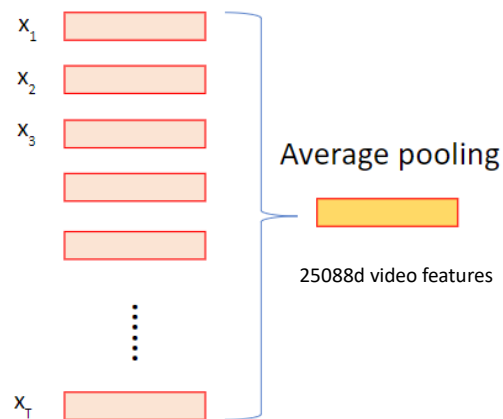 x1
x2
x3
Average pooling
25088d video features
......
xT